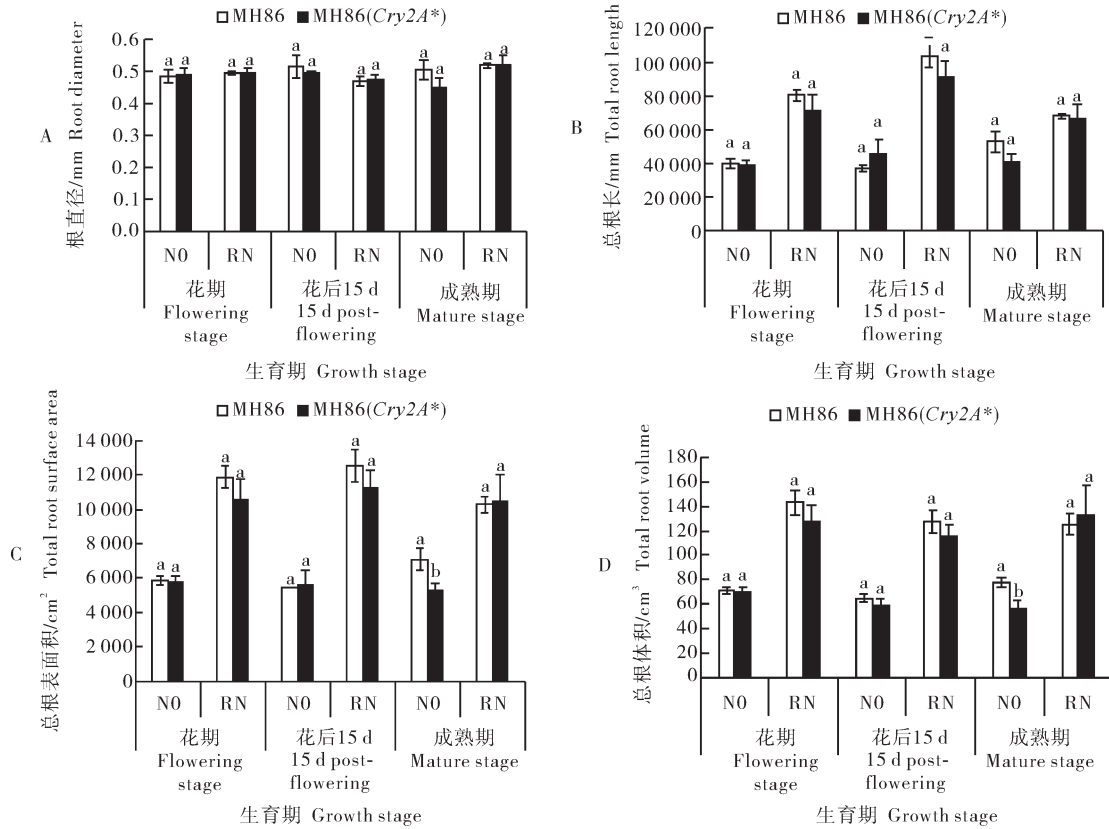 □MH86 ■MH86(Cry2A*)
A
根直径/mm Root diameter
0.6
0.5
0.4
0.3
0.2
0.1
0.0
a a a a a a a a a a a a
N0 RN N0 RN N0 RN
花期 花后15 d 成熟期
Flowering 15 d post- Mature stage
stage flowering
生育期 Growth stage
□MH86 ■MH86(Cry2A*)
B
总根长/mm Total root length
120 000
100 000
80 000
60 000
40 000
20 000
0
a a a a a a a a a a a
N0 RN N0 RN N0 RN
花期 花后15 d 成熟期
Flowering 15 d post- Mature stage
stage flowering
生育期 Growth stage
□MH86 ■MH86(Cry2A*)
C
总根表面积/cm² Total root surface area
14 000
12 000
10 000
8 000
6 000
4 000
2 000
0
a a a a a a a a a b a a
N0 RN N0 RN N0 RN
花期 花后15 d 成熟期
Flowering 15 d post- Mature stage
stage flowering
生育期 Growth stage
□MH86 ■MH86(Cry2A*)
D
总根体积/cm³ Total root volume
180
140
120
100
80
60
40
20
0
a a a a a a a a a b a a
N0 RN N0 RN N0 RN
花期 花后15 d 成熟期
Flowering 15 d post- Mature stage
stage flowering
生育期 Growth stage